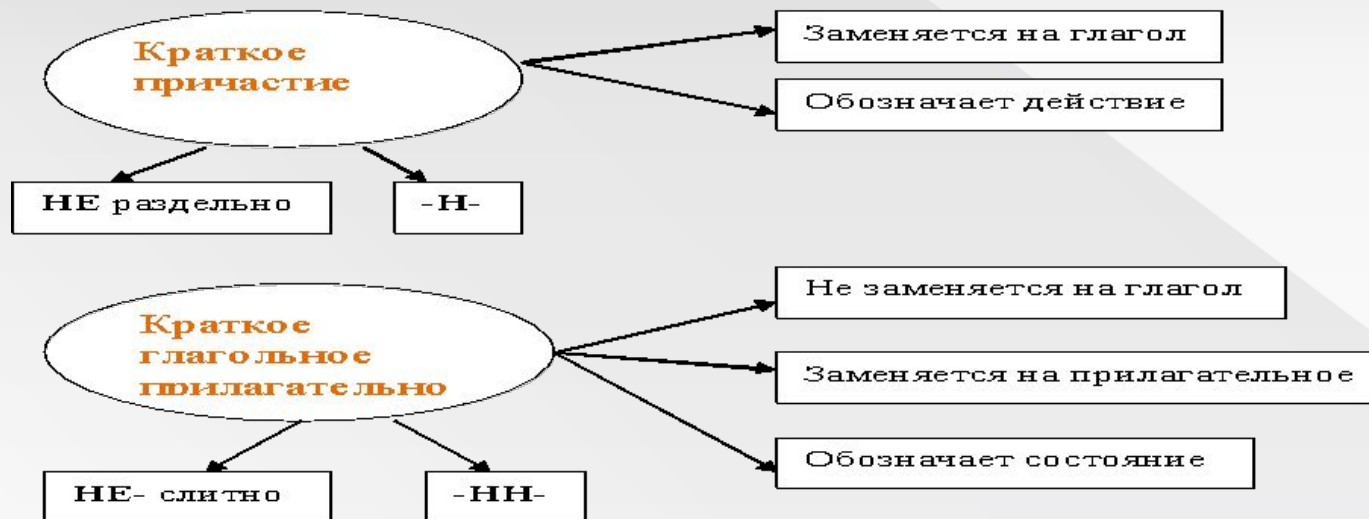 Краткое
причастие
Заменяется на глагол
Обозначает действие
НЕ раздельно
-Н-
Краткое
глагольное
прилагательно
Не заменяется на глагол
Заменяется на прилагательное
Обозначает состояние
НЕ- слитно
-НН-